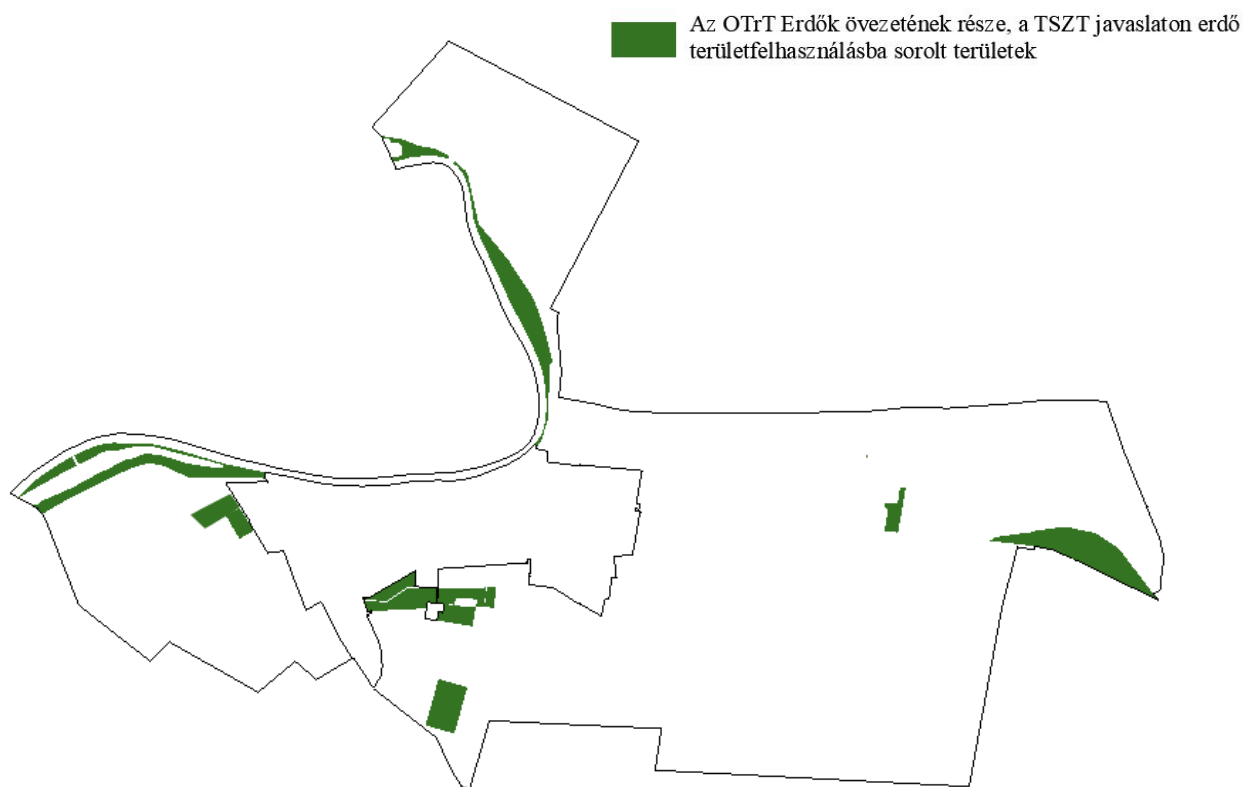 Az OTrT Erdők övezetének része, a TSZT javaslaton erdő
területfelhasználásba sorolt területek